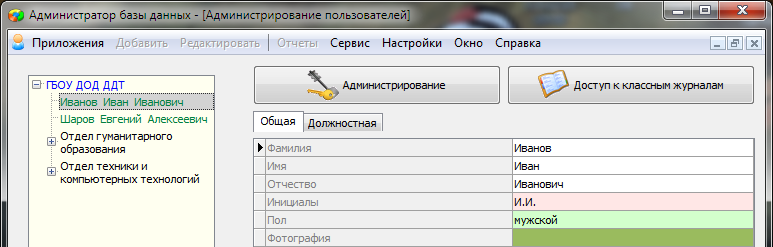 Администратор базы данных - [Администрирование пользователей]
Приложения Добавить Редактировать Отчеты Сервис Настройки Окно Справка
ГБОУ ДОД ДДТ
Иванов Иван Иванович
Шаров Евгений Алексеевич
Отдел гуманитарного
образования
Отдел техники и
компьютерных технологий
Администрирование
Доступ к классным журналам
Общая Должностная
Фамилия Иванов
Имя Иван
Отчество Иванович
Инициалы И.И.
Пол мужской
Фотография